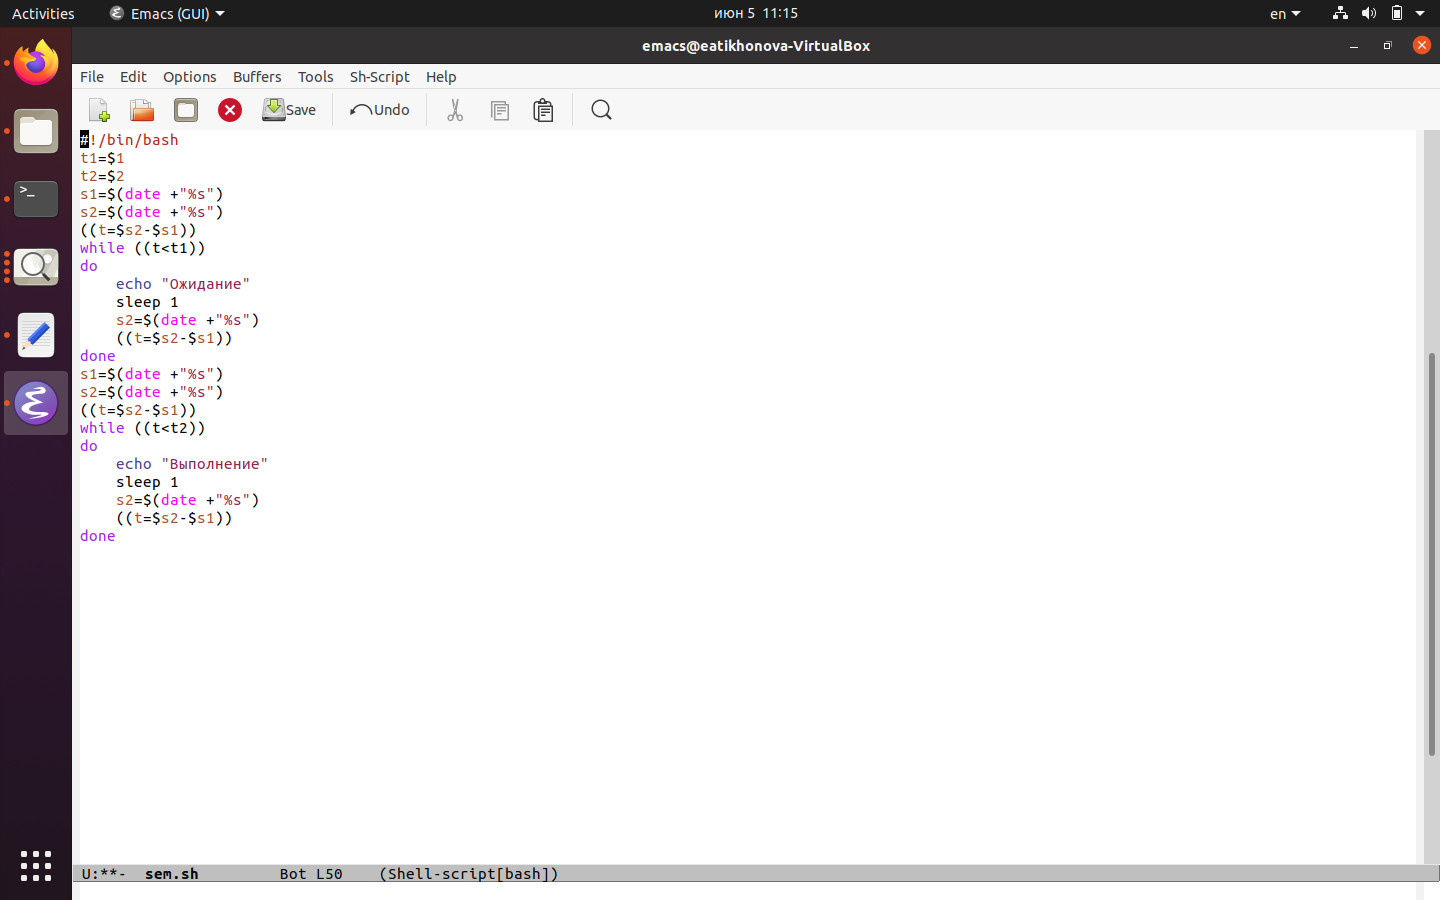 Activities Emacs (GUI) июн 5 11:15 en
emacs@eatikhonova-VirtualBox
File Edit Options Buffers Tools Sh-Script Help
Save Undo
#!/bin/bash
t1=$1
t2=$2
s1=$(date +"%s")
s2=$(date +"%s")
((t=$s2-$s1))
while ((t<t1))
do
    echo "Ожидание"
    sleep 1
    s2=$(date +"%s")
    ((t=$s2-$s1))
done
s1=$(date +"%s")
s2=$(date +"%s")
((t=$s2-$s1))
while ((t<t2))
do
    echo "Выполнение"
    sleep 1
    s2=$(date +"%s")
    ((t=$s2-$s1))
done
U:**- sem.sh Bot L50 (Shell-script[bash])